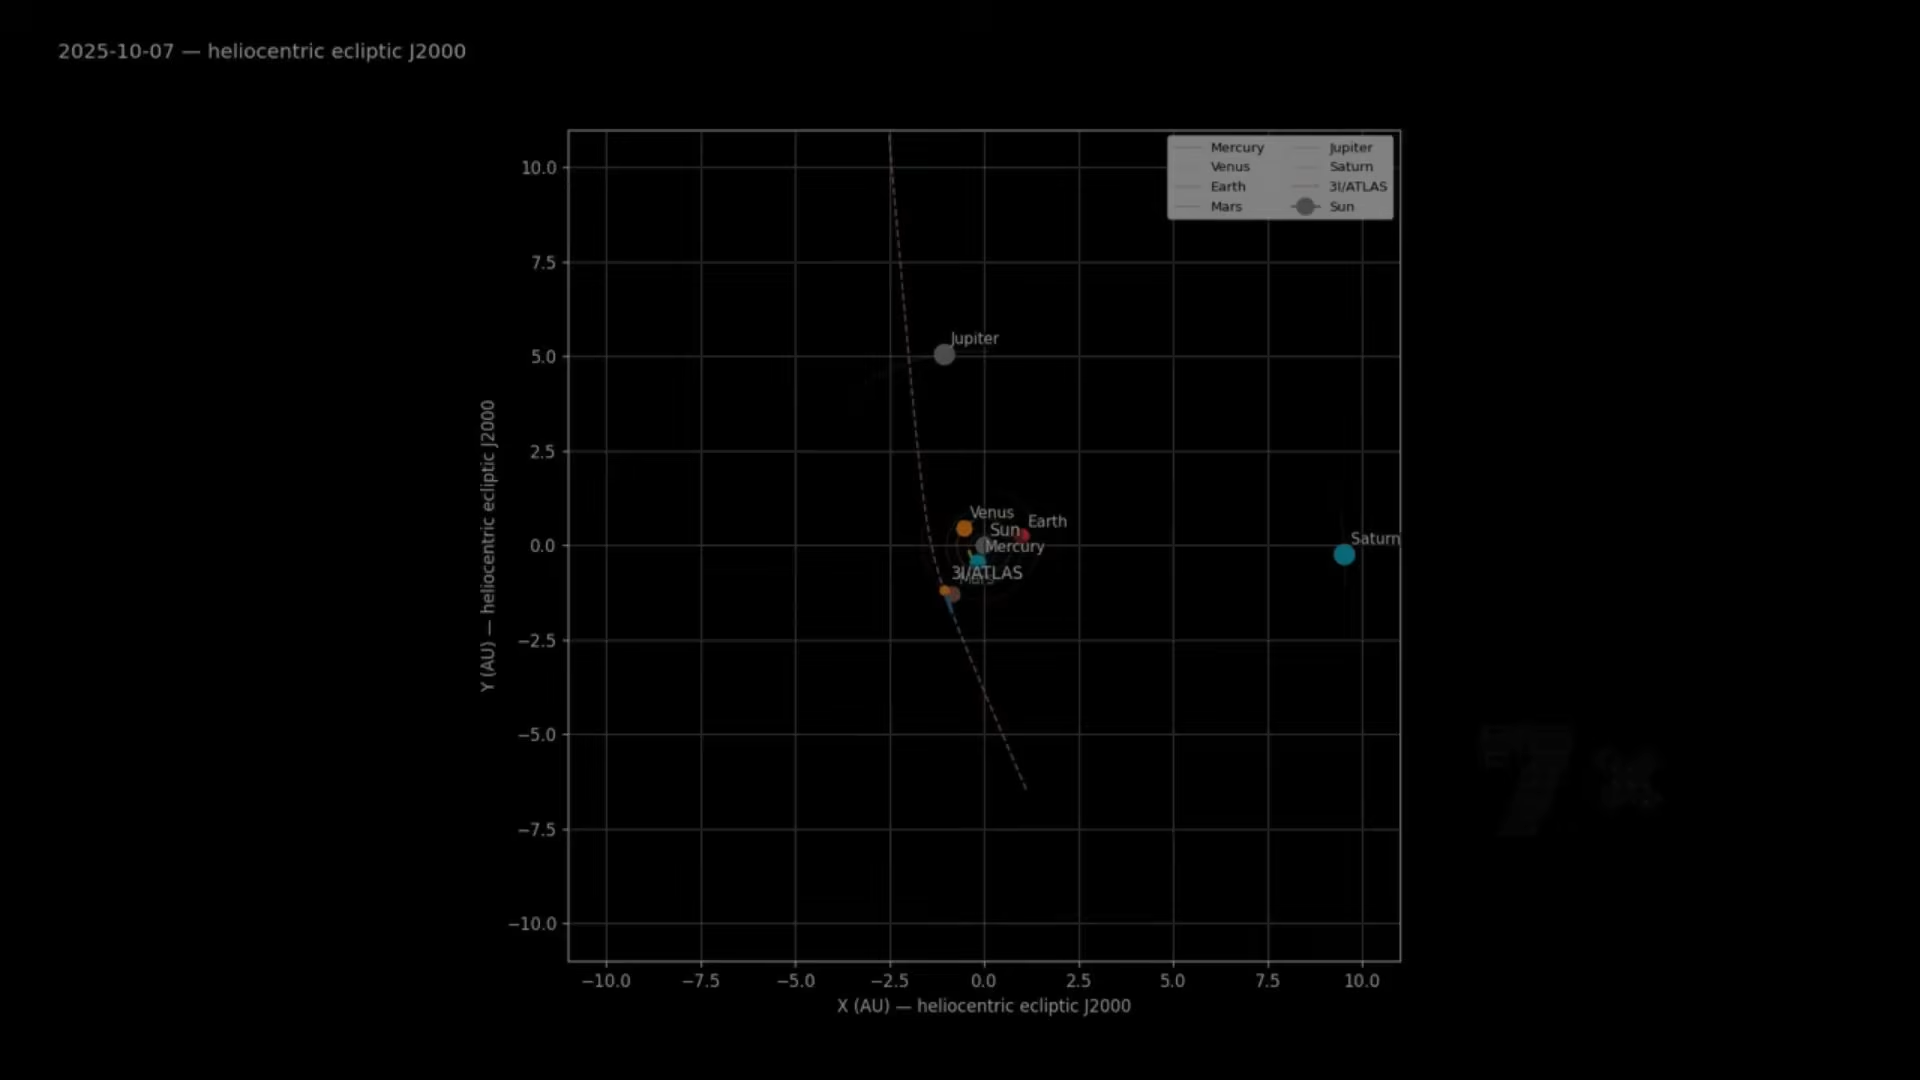 2025-10-07 — heliocentric ecliptic J2000
Mercury
Venus
Earth
Mars
Jupiter
Saturn
3I/ATLAS
Sun
10.0
7.5
5.0
2.5
0.0
−2.5
−5.0
−7.5
−10.0
Y (AU) — heliocentric ecliptic J2000
Jupiter
Venus
Sun
Earth
Mercury
3I/ATLAS
Mars
Saturn
−10.0 −7.5 −5.0 −2.5 0.0 2.5 5.0 7.5 10.0
X (AU) — heliocentric ecliptic J2000
7